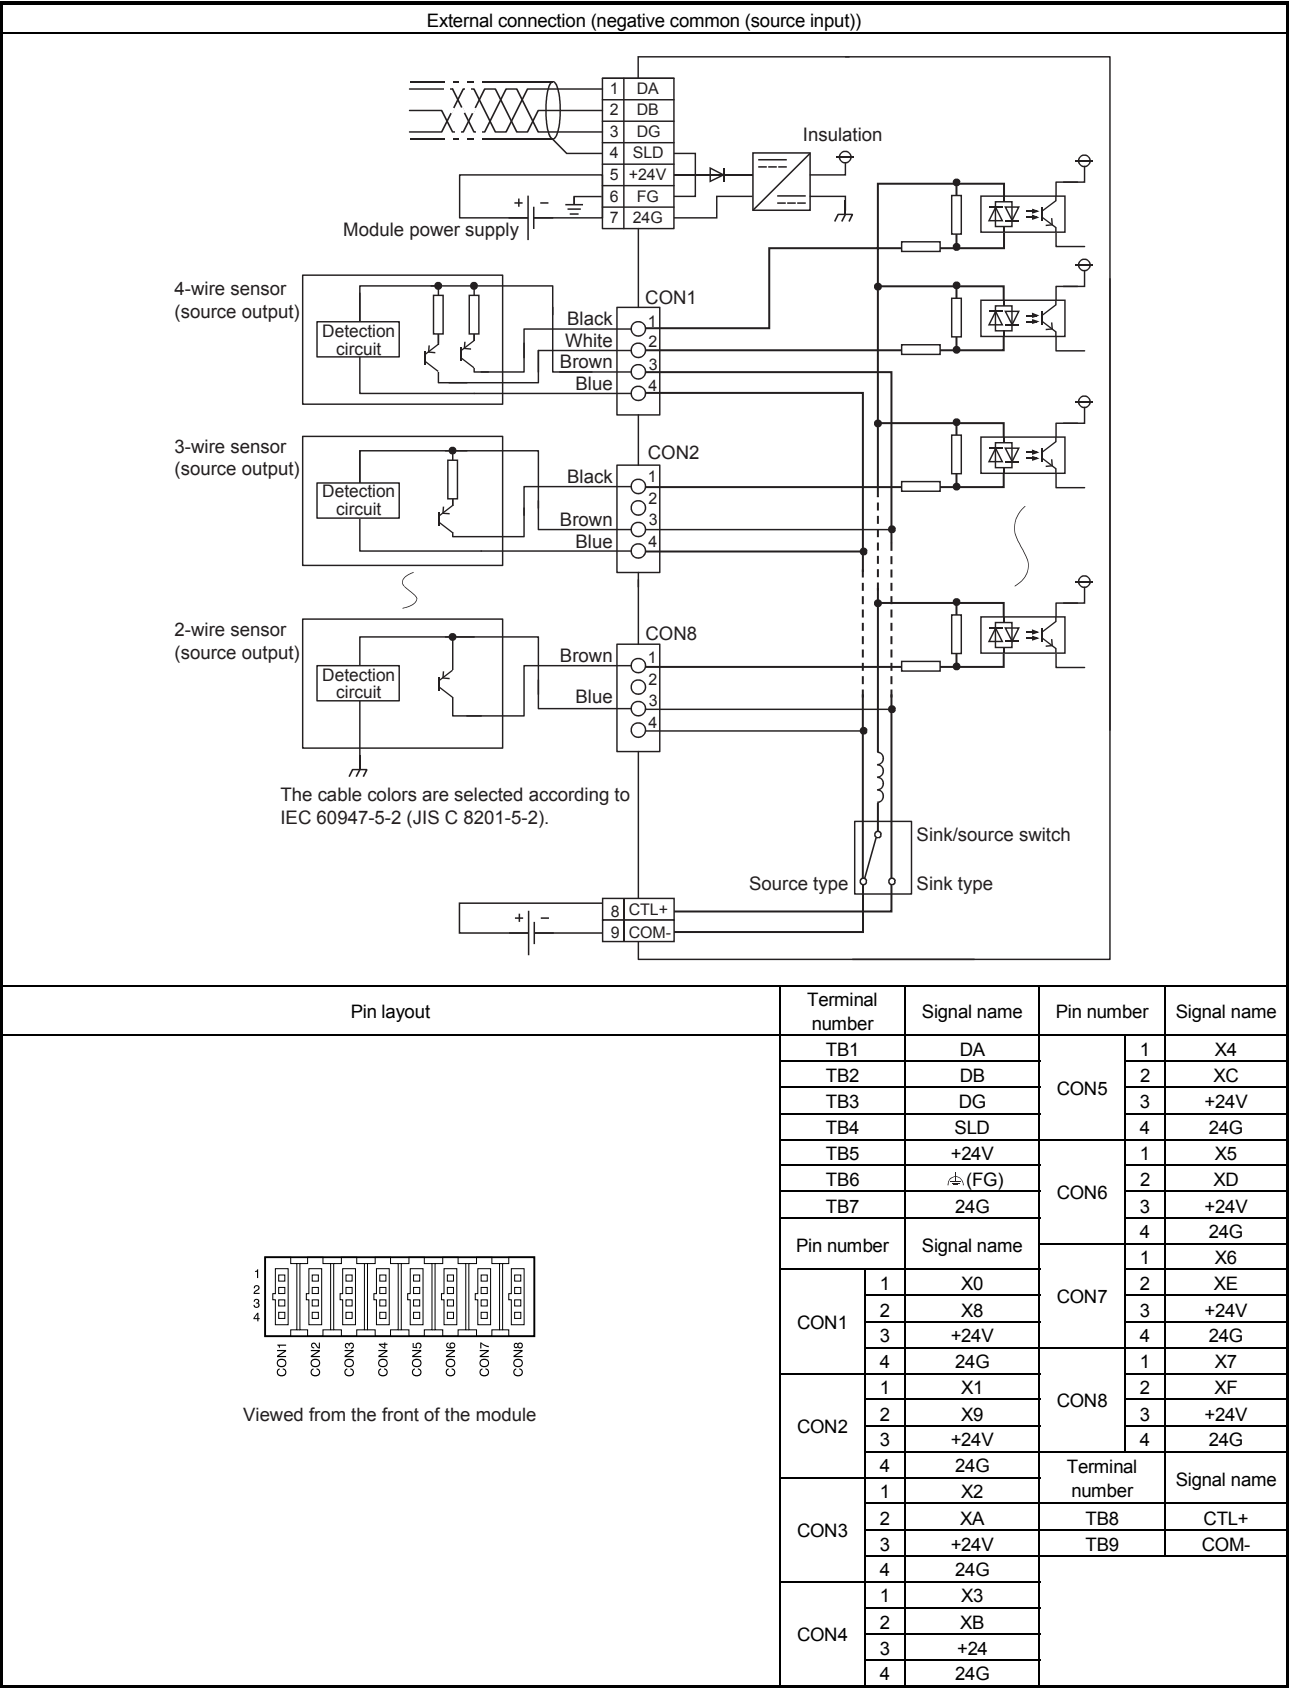 External connection (negative common (source input))
1 DA
2 DB
3 DG
4 SLD
5 +24V
6 FG
7 24G
Insulation
+ −
Module power supply
4-wire sensor
(source output)
Detection
circuit
CON1
Black 1
White 2
Brown 3
Blue 4
3-wire sensor
(source output)
Detection
circuit
CON2
Black 1
2
Brown 3
Blue 4
2-wire sensor
(source output)
Detection
circuit
CON8
Brown 1
2
Blue 3
4
The cable colors are selected according to
IEC 60947-5-2 (JIS C 8201-5-2).
Sink/source switch
Source type
Sink type
+ −
8 CTL+
9 COM-
Pin layout
1
2
3
4
CON1
CON2
CON3
CON4
CON5
CON6
CON7
CON8
Viewed from the front of the module
Terminal
number
Signal name
TB1 DA
TB2 DB
TB3 DG
TB4 SLD
TB5 +24V
TB6 (FG)
TB7 24G
Pin number Signal name
CON1
1 X0
2 X8
3 +24V
4 24G
CON2
1 X1
2 X9
3 +24V
4 24G
CON3
1 X2
2 XA
3 +24V
4 24G
CON4
1 X3
2 XB
3 +24
4 24G
Pin number Signal name
CON5
1 X4
2 XC
3 +24V
4 24G
CON6
1 X5
2 XD
3 +24V
4 24G
CON7
1 X6
2 XE
3 +24V
4 24G
CON8
1 X7
2 XF
3 +24V
4 24G
Terminal
number
Signal name
TB8 CTL+
TB9 COM-